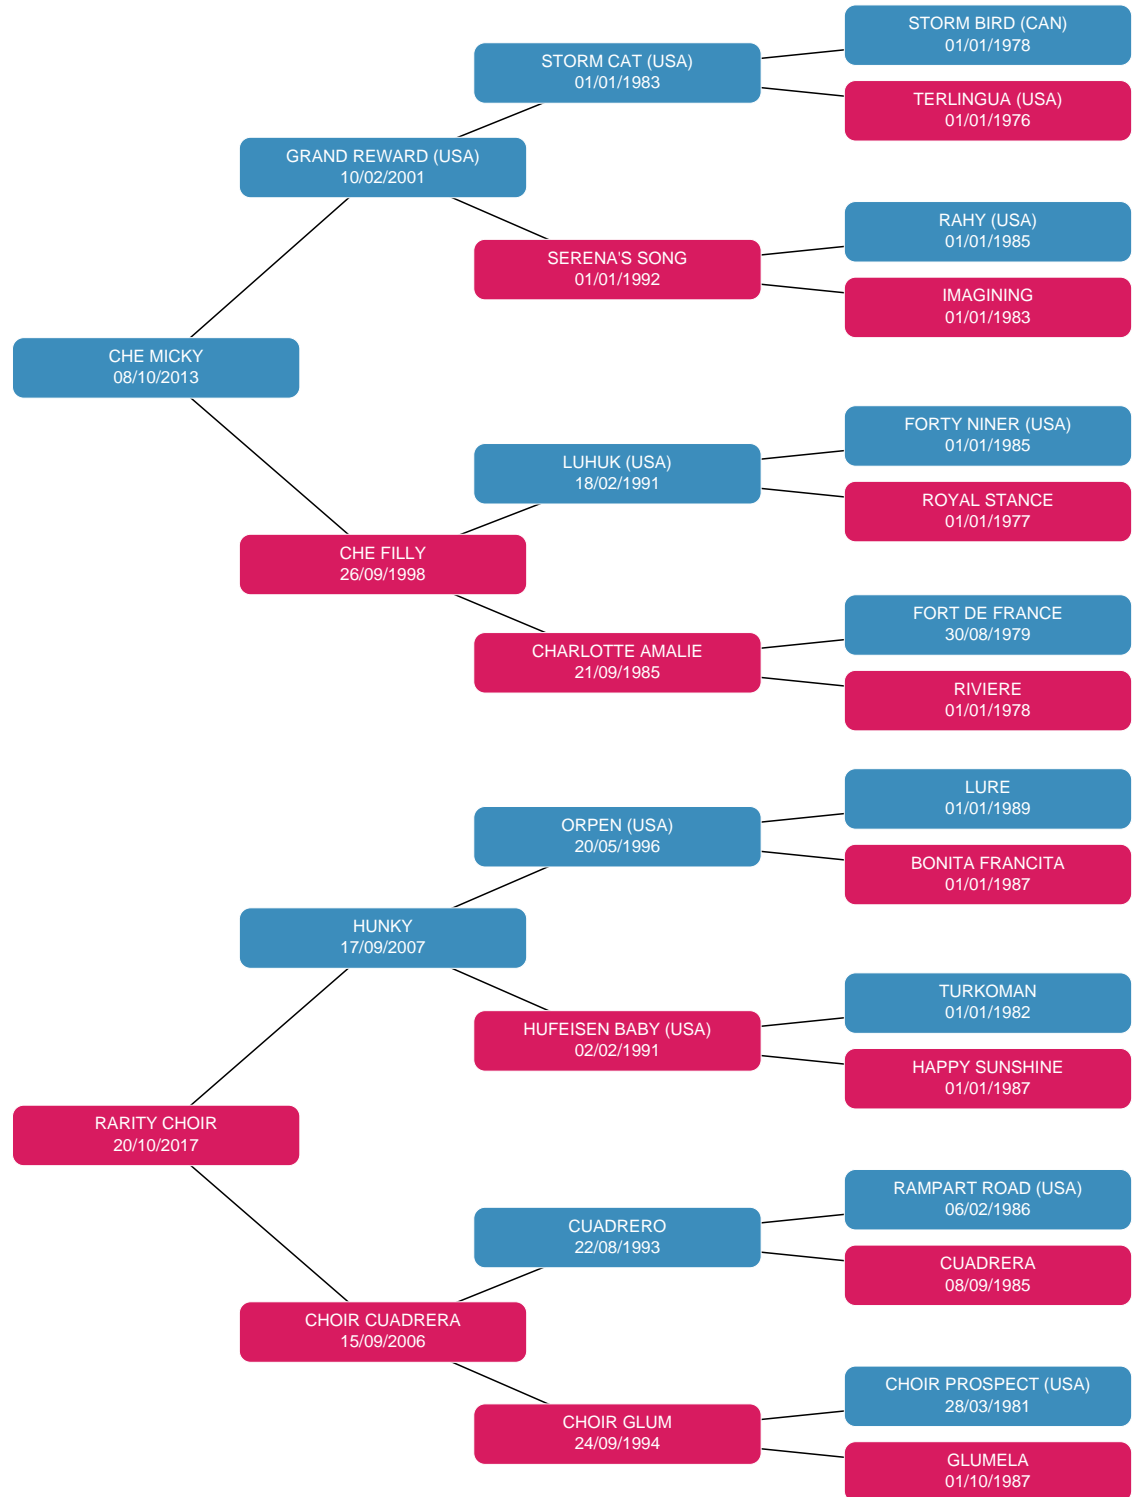 STORM BIRD (CAN)
01/01/1978
STORM CAT (USA)
01/01/1983
TERLINGUA (USA)
01/01/1976
GRAND REWARD (USA)
10/02/2001
RAHY (USA)
01/01/1985
SERENA'S SONG
01/01/1992
IMAGINING
01/01/1983
CHE MICKY
08/10/2013
FORTY NINER (USA)
01/01/1985
LUHUK (USA)
18/02/1991
ROYAL STANCE
01/01/1977
CHE FILLY
26/09/1998
FORT DE FRANCE
30/08/1979
CHARLOTTE AMALIE
21/09/1985
RIVIERE
01/01/1978
LURE
01/01/1989
ORPEN (USA)
20/05/1996
BONITA FRANCITA
01/01/1987
HUNKY
17/09/2007
TURKOMAN
01/01/1982
HUFEISEN BABY (USA)
02/02/1991
HAPPY SUNSHINE
01/01/1987
RARITY CHOIR
20/10/2017
RAMPART ROAD (USA)
06/02/1986
CUADRERO
22/08/1993
CUADRERA
08/09/1985
CHOIR CUADRERA
15/09/2006
CHOIR PROSPECT (USA)
28/03/1981
CHOIR GLUM
24/09/1994
GLUMELA
01/10/1987